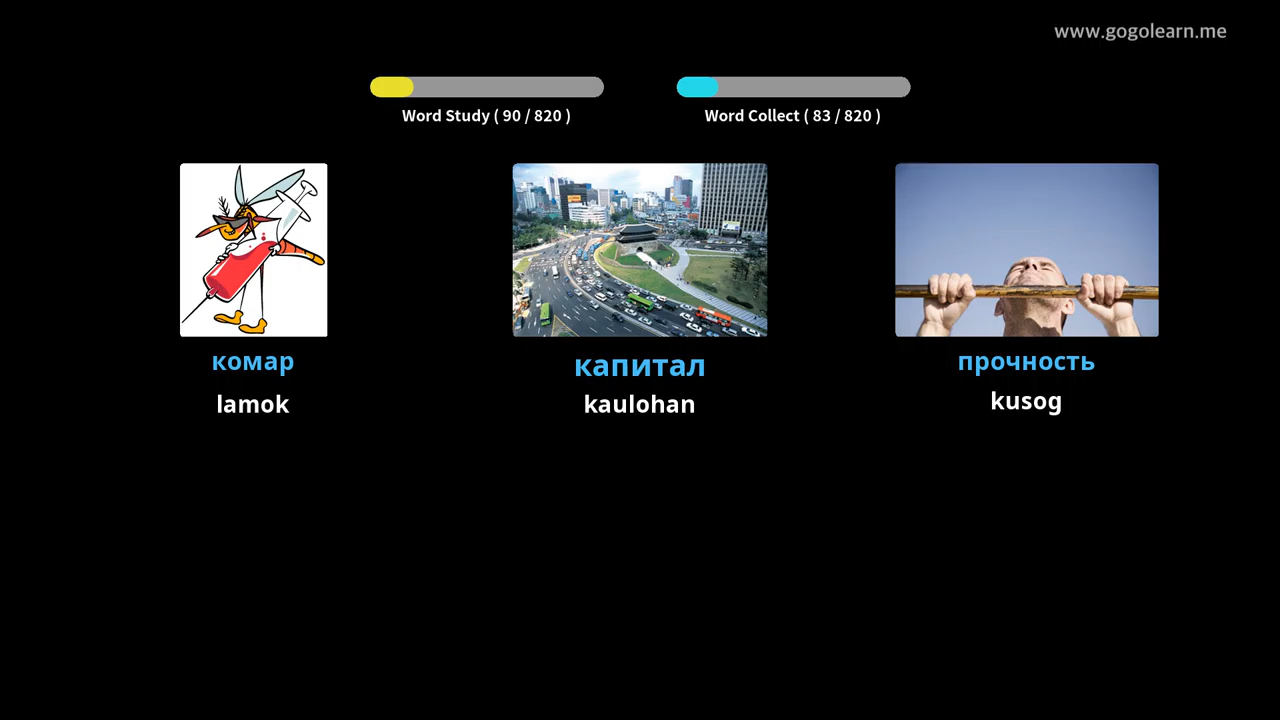 www.gogolearn.me
Word Study ( 90 / 820 )
Word Collect ( 83 / 820 )
комар
капитал
прочность
lamok
kaulohan
kusog